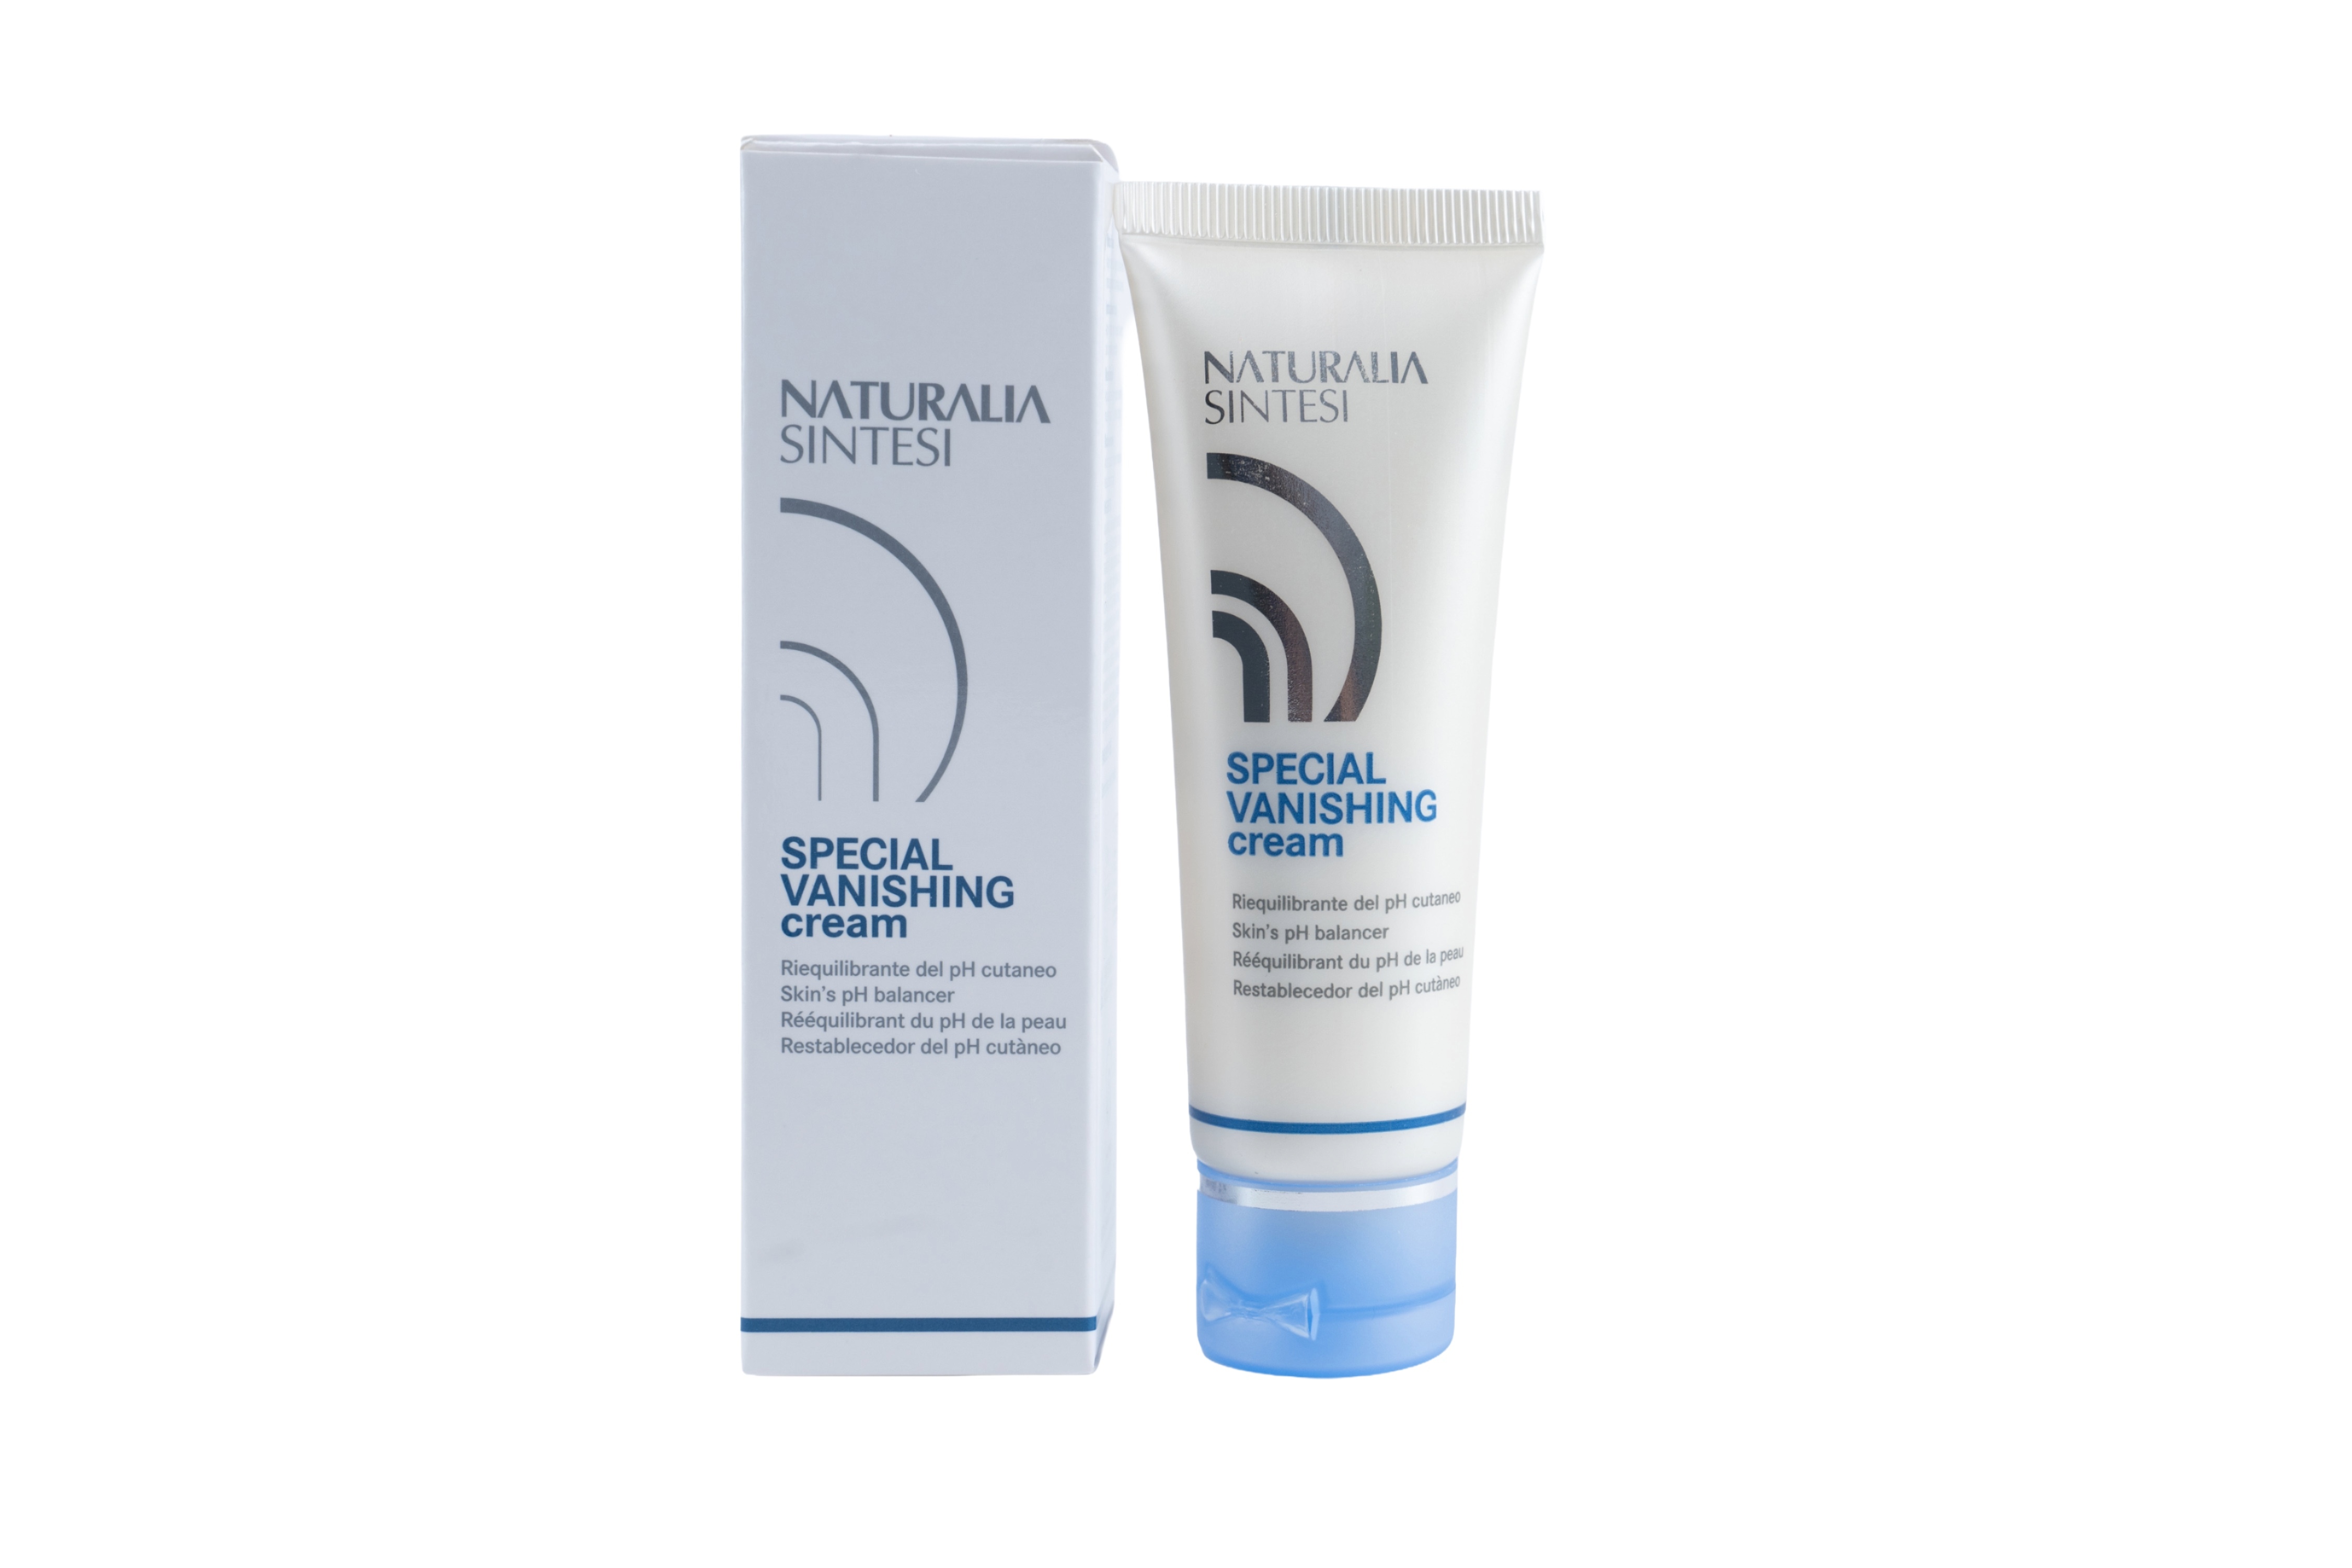 NATURALIA
SINTESI
SPECIAL
VANISHING
cream
Riequilibrante del pH cutaneo
Skin's pH balancer
Rééquilibrant du pH de la peau
Restablecedor del pH cutàneo
NATURALIA
SINTESI
SPECIAL
VANISHING
cream
Riequilibrante del pH cutaneo
Skin's pH balancer
Rééquilibrant du pH de la peau
Restablecedor del pH cutàneo